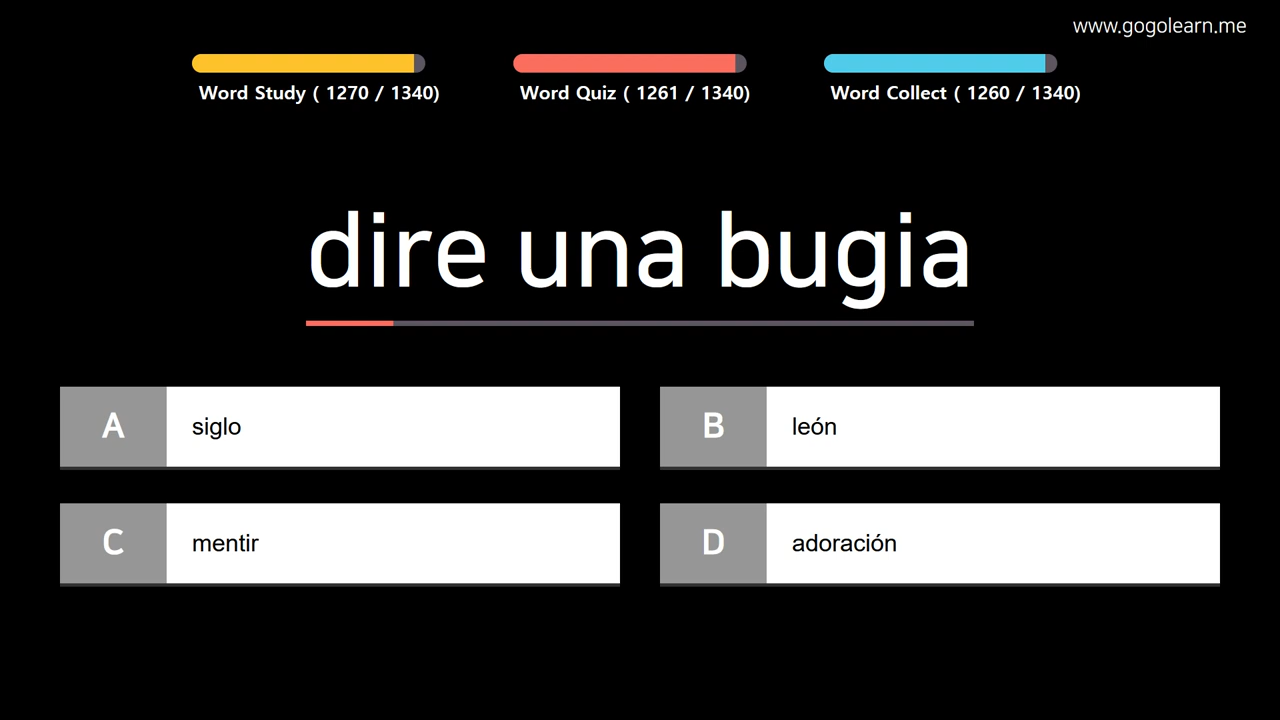 www.gogolearn.me
Word Study ( 1270 / 1340)
Word Quiz ( 1261 / 1340)
Word Collect ( 1260 / 1340)
dire una bugia
A siglo
B león
C mentir
D adoración